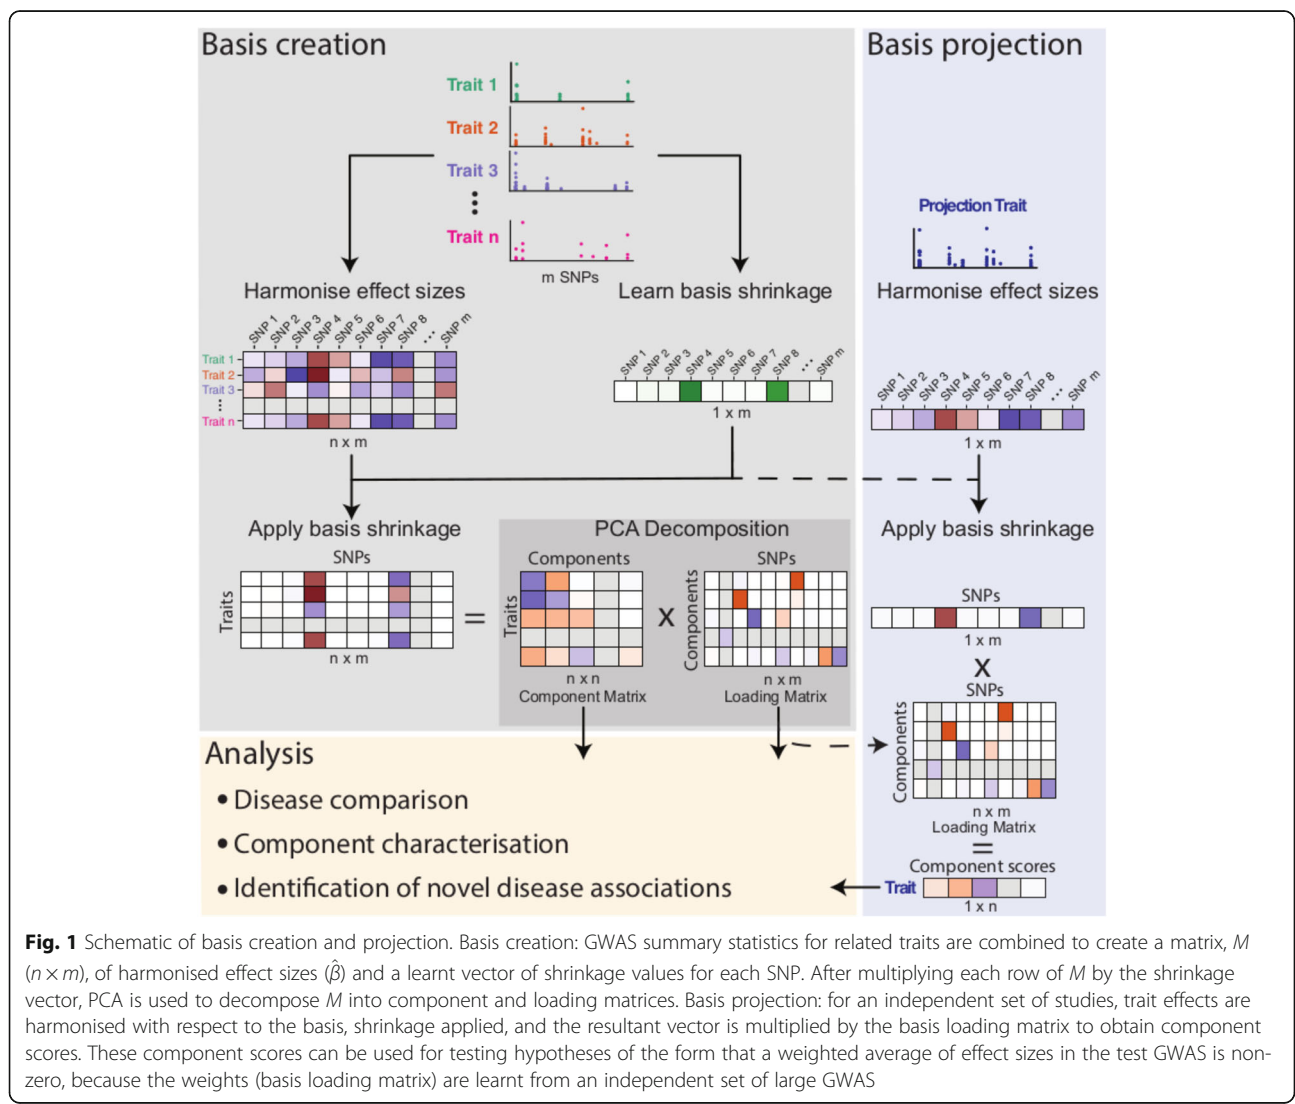 Basis creation
Trait 1
Trait 2
Trait 3
Trait n
m SNPs
Harmonise effect sizes
Learn basis shrinkage
SNP 1 SNP 2 SNP 3 SNP 4 SNP 5 SNP 6 SNP 7 SNP 8 ... SNP m
Trait 1
Trait 2
Trait 3
Trait n
n x m
SNP 1 SNP 2 SNP 3 SNP 4 SNP 5 SNP 6 SNP 7 SNP 8 ... SNP m
1 x m
Apply basis shrinkage
SNPs
Traits
n x m
=
PCA Decomposition
Components
Traits
n x n
Component Matrix
X
SNPs
Components
n x m
Loading Matrix
Basis projection
Projection Trait
Harmonise effect sizes
SNP 1 SNP 2 SNP 3 SNP 4 SNP 5 SNP 6 SNP 7 SNP 8 ... SNP m
1 x m
Apply basis shrinkage
SNPs
1 x m
X
SNPs
Components
n x m
Loading Matrix
=
Component scores
Trait
1 x n
Analysis
• Disease comparison
• Component characterisation
• Identification of novel disease associations
Fig. 1 Schematic of basis creation and projection. Basis creation: GWAS summary statistics for related traits are combined to create a matrix, M
(n × m), of harmonised effect sizes (β̂) and a learnt vector of shrinkage values for each SNP. After multiplying each row of M by the shrinkage
vector, PCA is used to decompose M into component and loading matrices. Basis projection: for an independent set of studies, trait effects are
harmonised with respect to the basis, shrinkage applied, and the resultant vector is multiplied by the basis loading matrix to obtain component
scores. These component scores can be used for testing hypotheses of the form that a weighted average of effect sizes in the test GWAS is non-
zero, because the weights (basis loading matrix) are learnt from an independent set of large GWAS